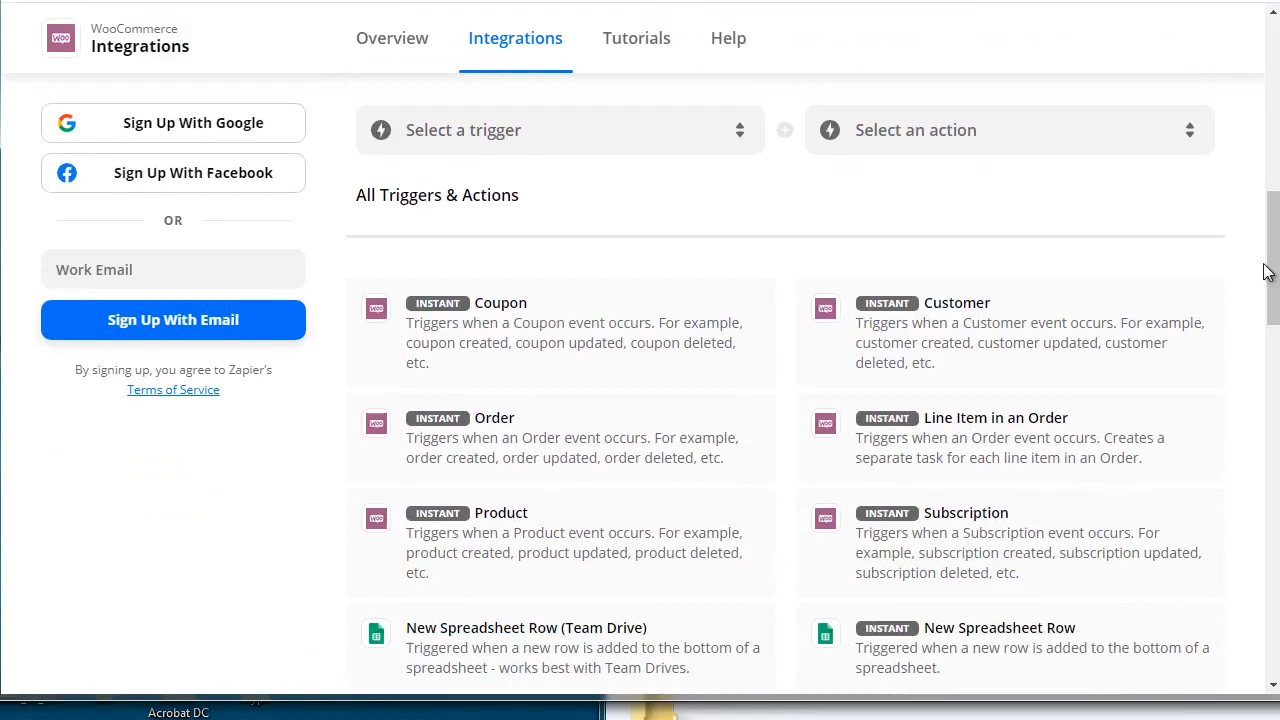 WooCommerce
Integrations
Overview
Integrations
Tutorials
Help
Sign Up With Google
Sign Up With Facebook
OR
Work Email
Sign Up With Email
By signing up, you agree to Zapier's
Terms of Service
Select a trigger
Select an action
All Triggers & Actions
INSTANT Coupon
Triggers when a Coupon event occurs. For example,
coupon created, coupon updated, coupon deleted,
etc.
INSTANT Customer
Triggers when a Customer event occurs. For example,
customer created, customer updated, customer
deleted, etc.
INSTANT Order
Triggers when an Order event occurs. For example,
order created, order updated, order deleted, etc.
INSTANT Line Item in an Order
Triggers when an Order event occurs. Creates a
separate task for each line item in an Order.
INSTANT Product
Triggers when a Product event occurs. For example,
product created, product updated, product deleted,
etc.
INSTANT Subscription
Triggers when a Subscription event occurs. For
example, subscription created, subscription updated,
subscription deleted, etc.
New Spreadsheet Row (Team Drive)
Triggered when a new row is added to the bottom of a
spreadsheet - works best with Team Drives.
INSTANT New Spreadsheet Row
Triggered when a new row is added to the bottom of a
spreadsheet.
Acrobat DC